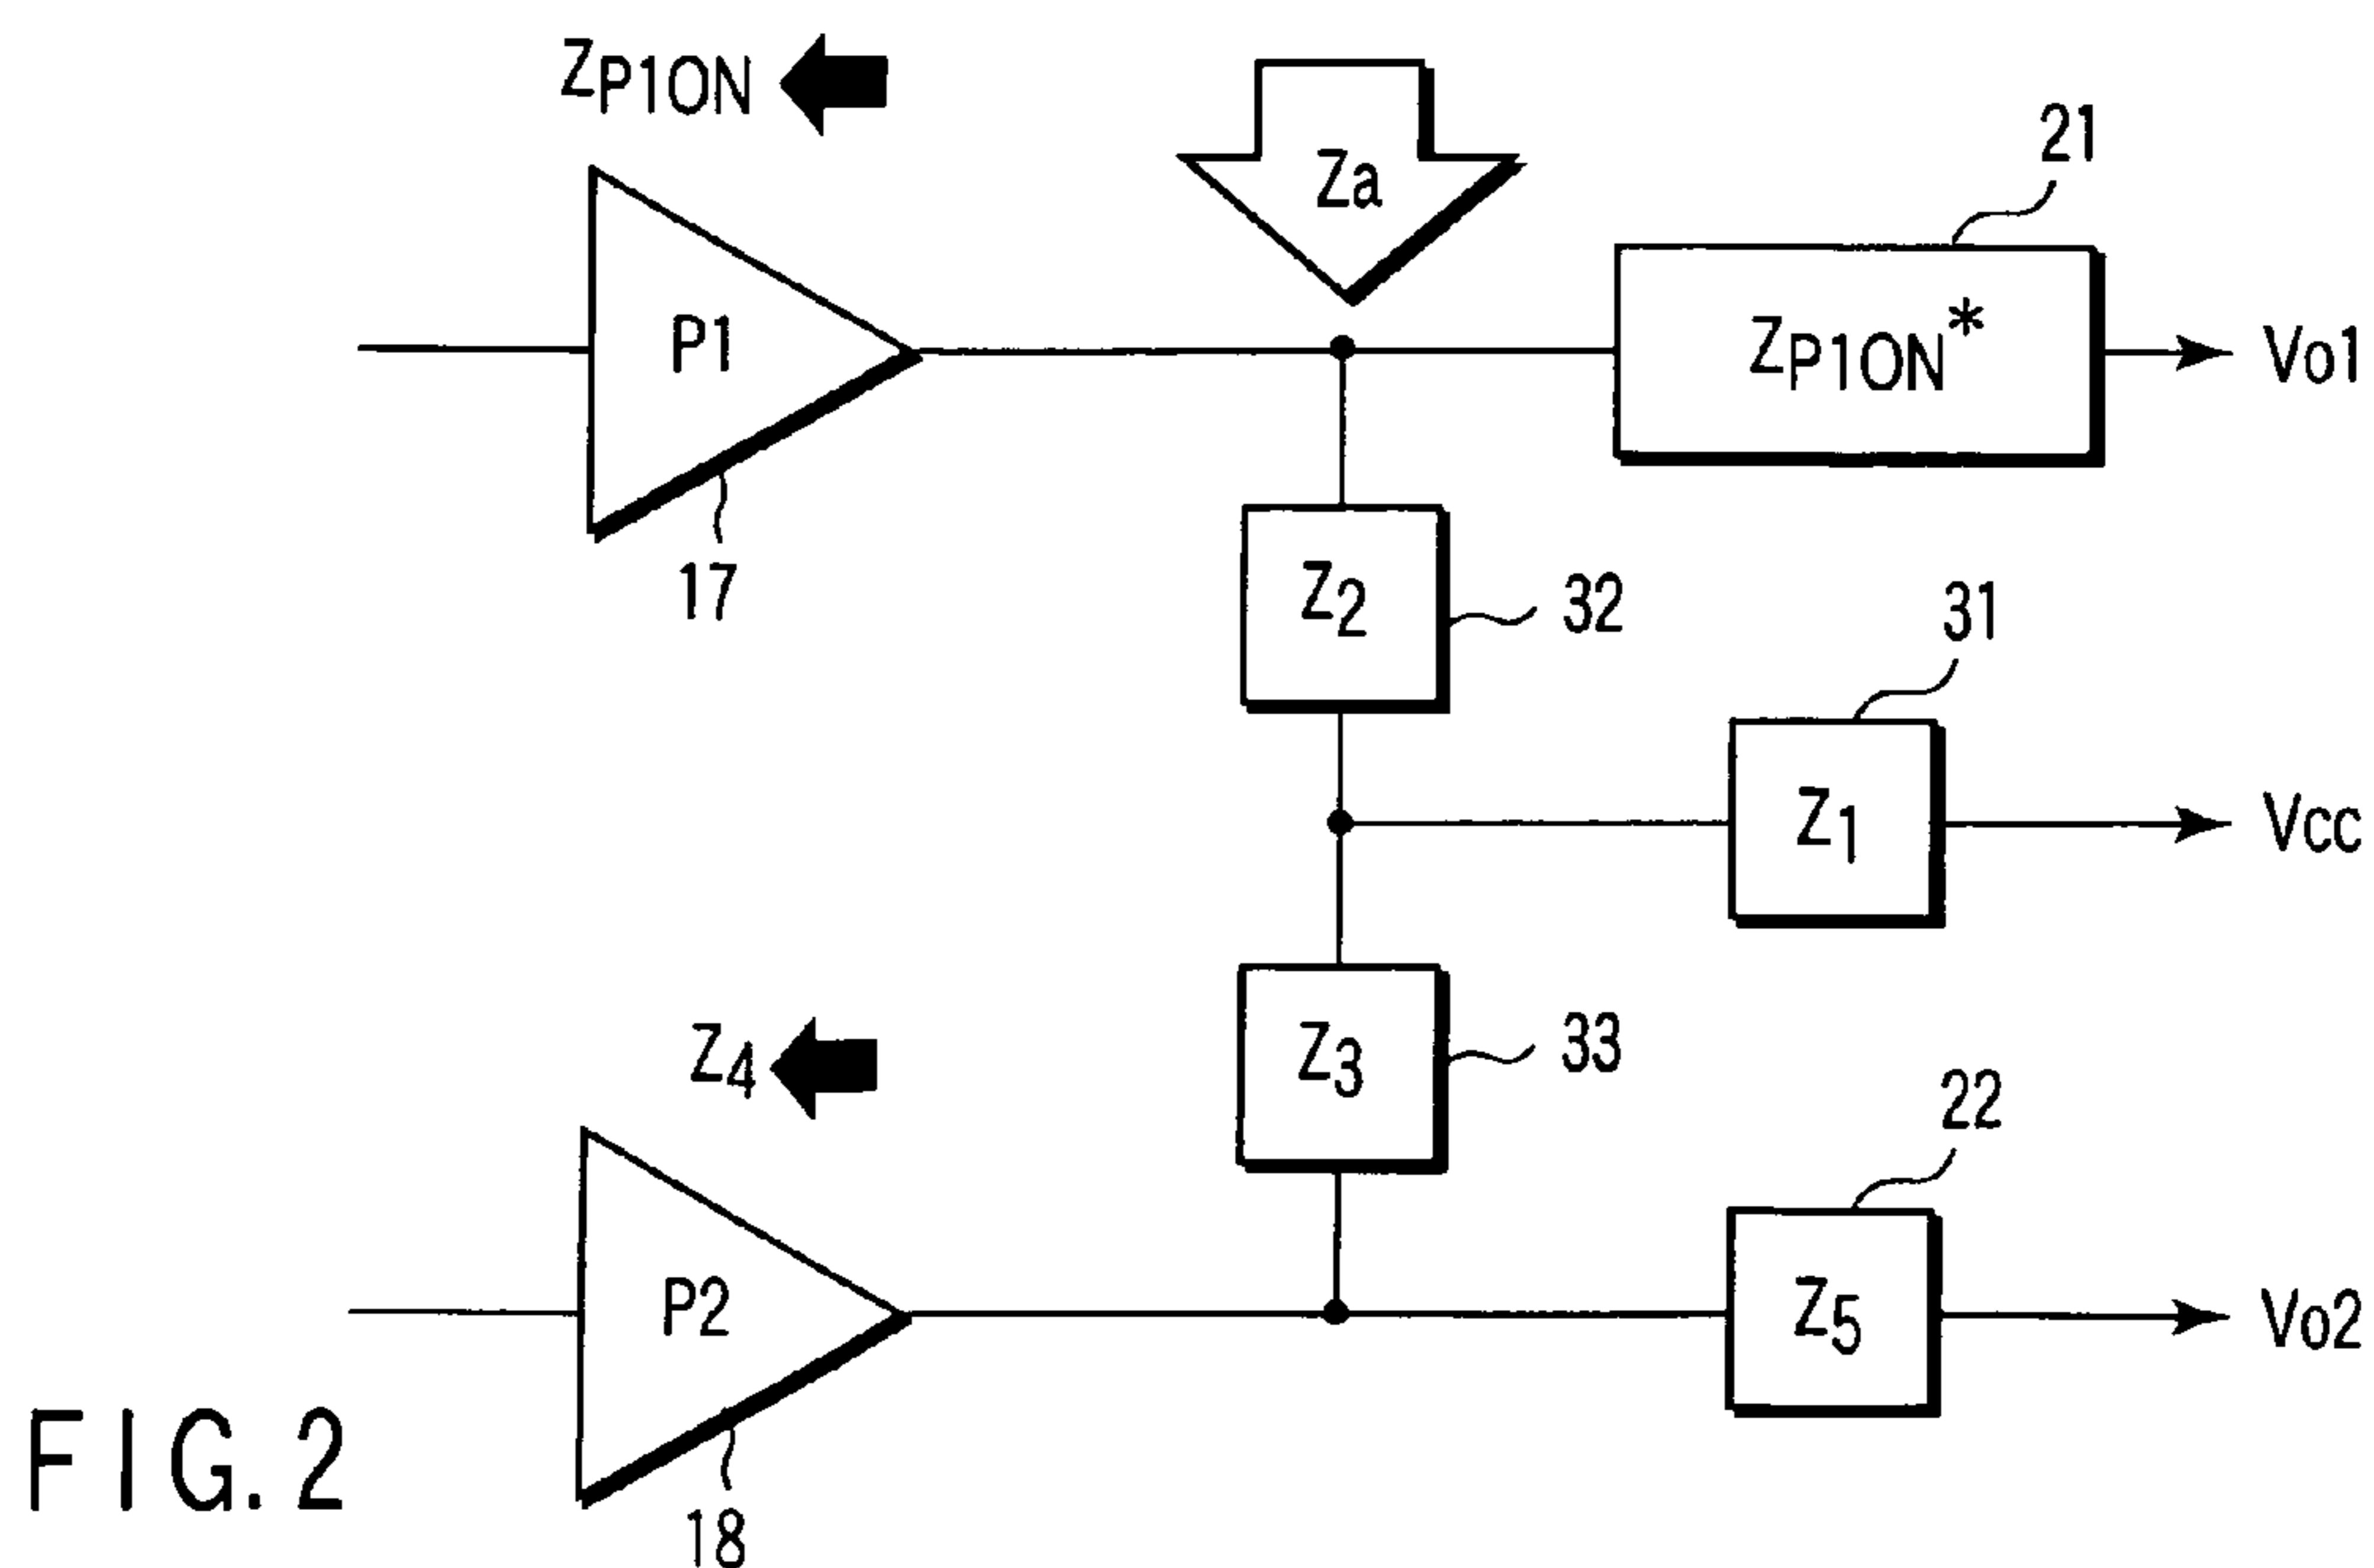 ZP1ON
Za
21
P1
ZP1ON*
Vo1
17
Z2
32
31
Z1
Vcc
Z4
Z3
33
22
P2
Z5
Vo2
18
FIG. 2